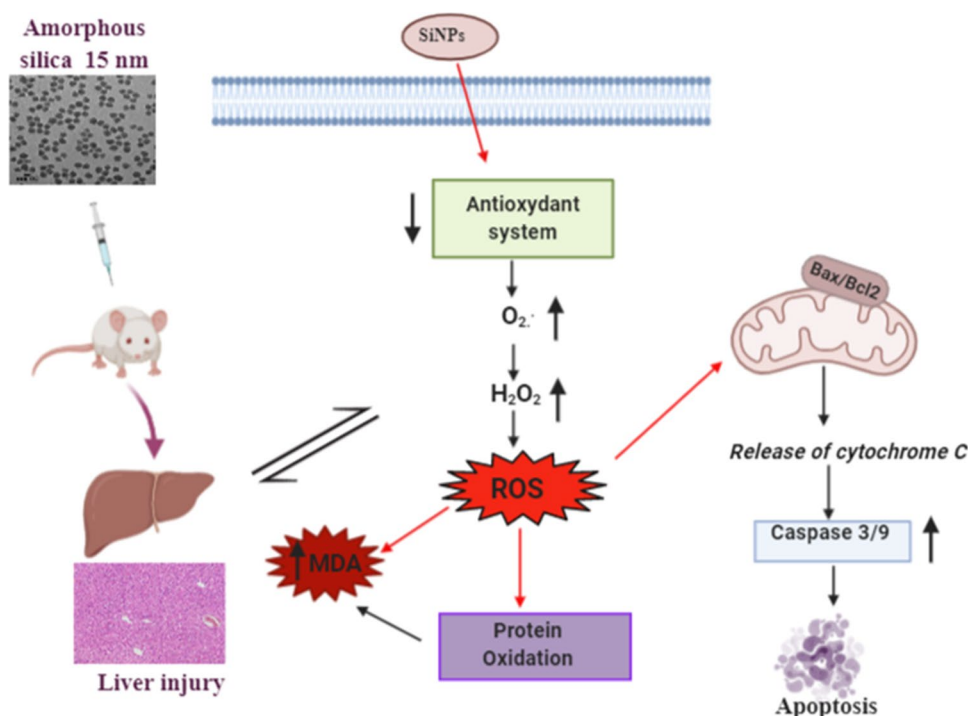 Amorphous
silica 15 nm
SiNPs
Antioxydant
system
O₂.·
H₂O₂
ROS
MDA
Protein
Oxidation
Bax/Bcl2
Release of cytochrome C
Caspase 3/9
Apoptosis
Liver injury